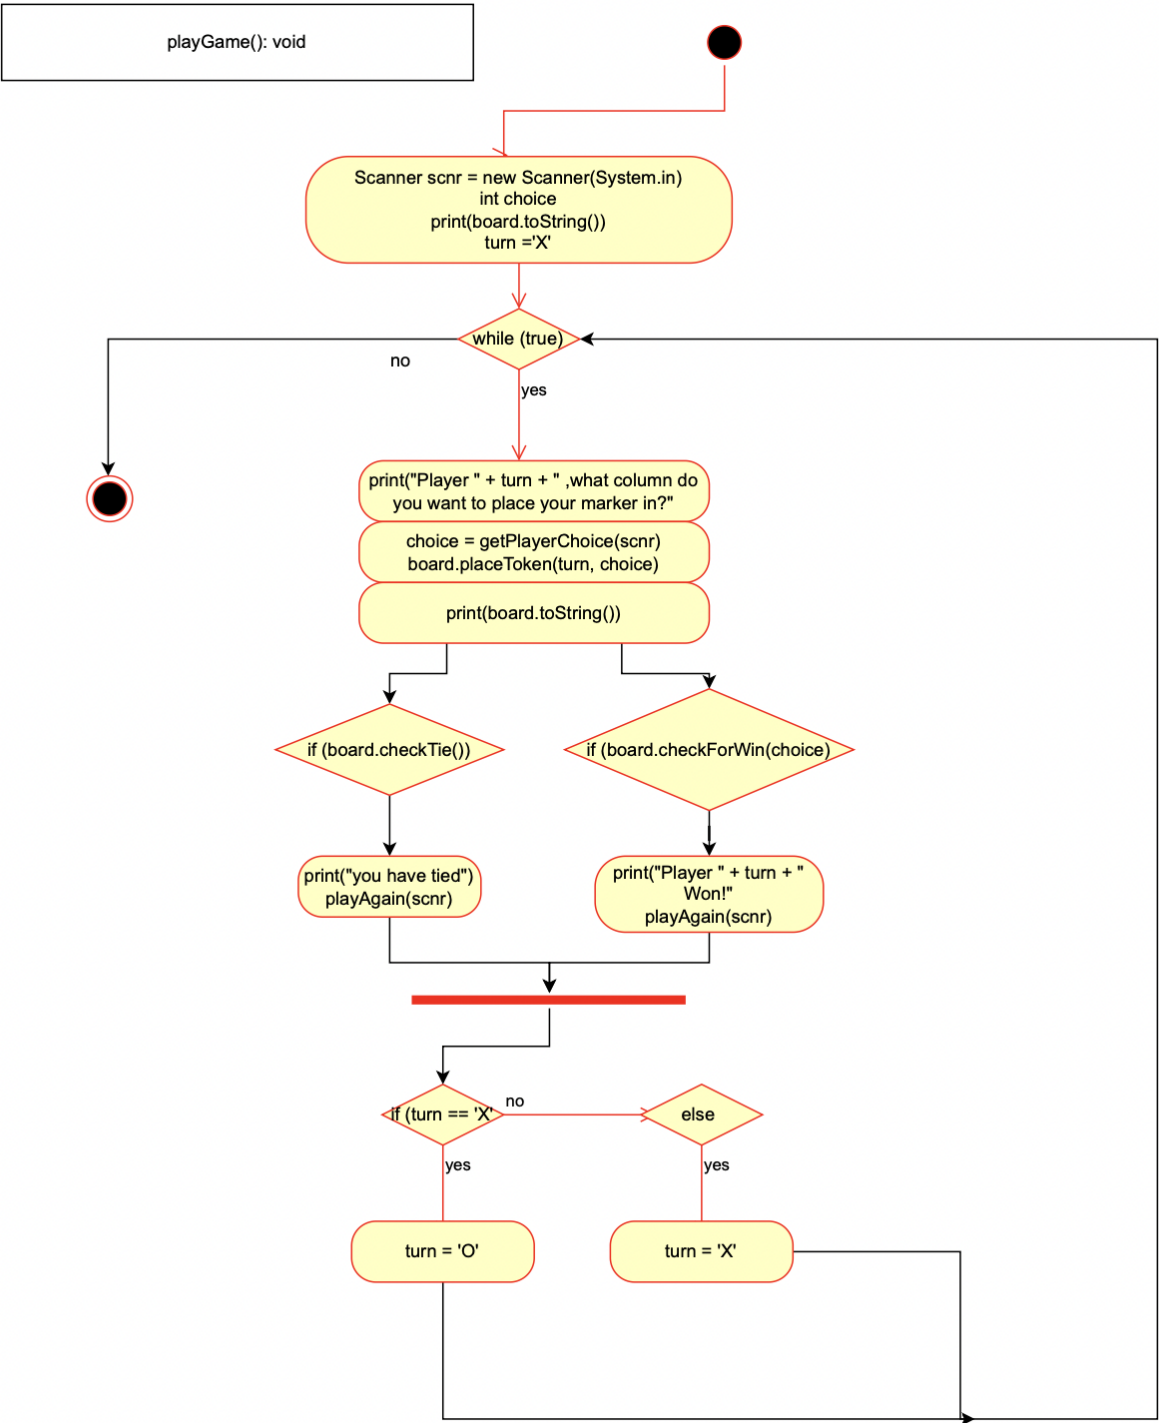 playGame(): void
Scanner scnr = new Scanner(System.in)
int choice
print(board.toString())
turn ='X'
while (true)
no
yes
print("Player " + turn + " ,what column do
you want to place your marker in?"
choice = getPlayerChoice(scnr)
board.placeToken(turn, choice)
print(board.toString())
if (board.checkTie())
if (board.checkForWin(choice)
print("you have tied")
playAgain(scnr)
print("Player " + turn + "
Won!"
playAgain(scnr)
if (turn == 'X'
no
else
yes
yes
turn = 'O'
turn = 'X'